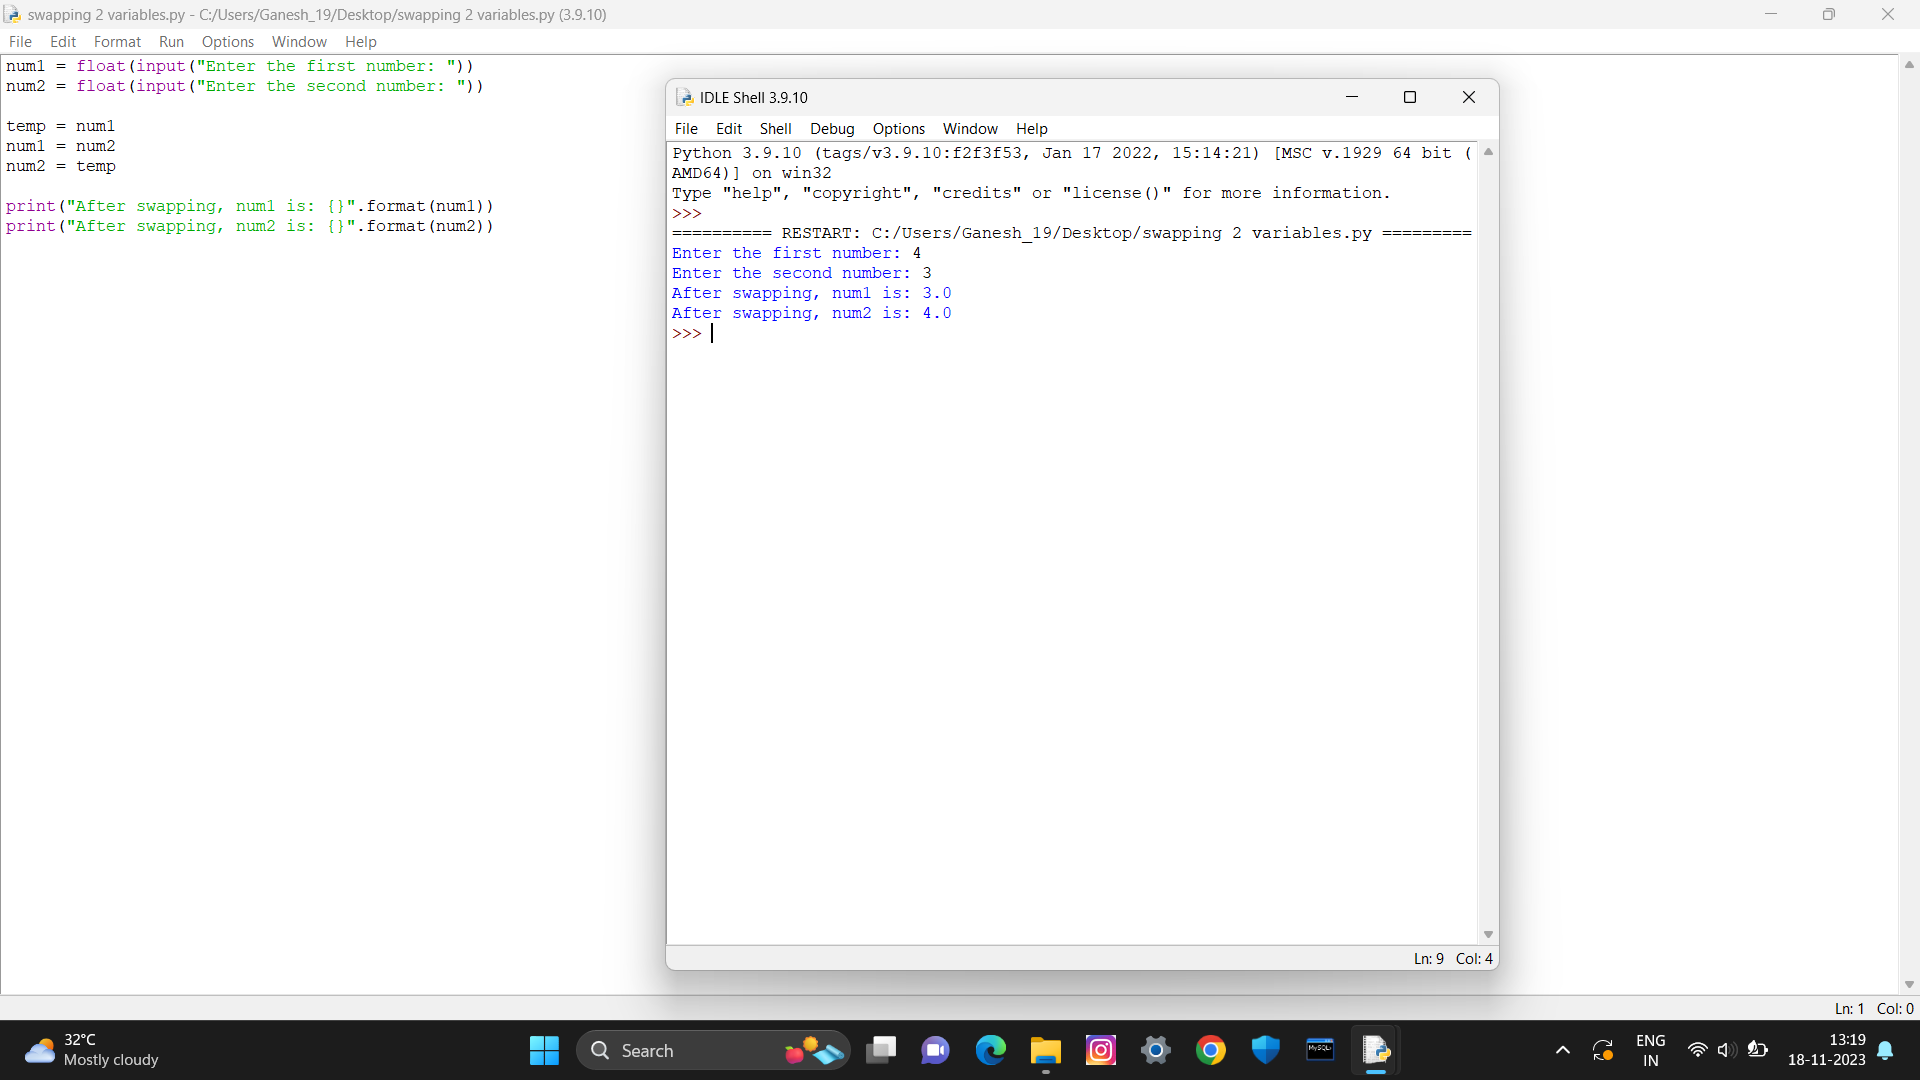 swapping 2 variables.py - C:/Users/Ganesh_19/Desktop/swapping 2 variables.py (3.9.10)
File Edit Format Run Options Window Help
num1 = float(input("Enter the first number: "))
num2 = float(input("Enter the second number: "))
temp = num1
num1 = num2
num2 = temp
print("After swapping, num1 is: {}".format(num1))
print("After swapping, num2 is: {}".format(num2))
IDLE Shell 3.9.10
File Edit Shell Debug Options Window Help
Python 3.9.10 (tags/v3.9.10:f2f3f53, Jan 17 2022, 15:14:21) [MSC v.1929 64 bit (
AMD64)] on win32
Type "help", "copyright", "credits" or "license()" for more information.
>>>
========== RESTART: C:/Users/Ganesh_19/Desktop/swapping 2 variables.py =========
Enter the first number: 4
Enter the second number: 3
After swapping, num1 is: 3.0
After swapping, num2 is: 4.0
>>>
Ln: 9 Col: 4
Ln: 1 Col: 0
32°C
Mostly cloudy
Search
MySQL
ENG
IN
13:19
18-11-2023